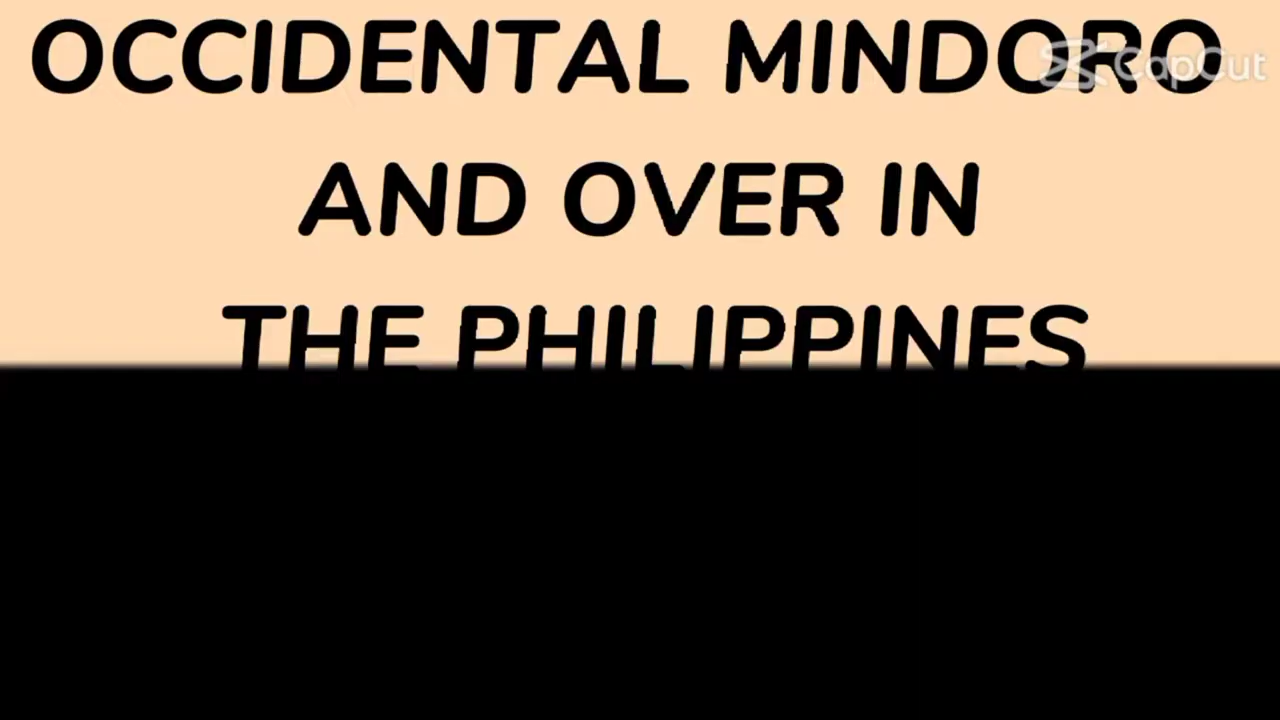 OCCIDENTAL MINDORO
CapCut
AND OVER IN
THE PHILIPPINES